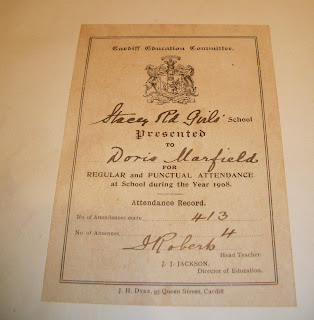 Cardiff Education Committee.
Stacey Rd. Girls' School
Presented
TO
Doris Marfield
FOR
REGULAR and PUNCTUAL ATTENDANCE
at School during the Year 1908.
Attendance Record.
No of Attendances made 413
No of Absences 4
J Roberts
Head Teacher.
J. J. JACKSON,
Director of Education.
J. H. Dyer, 97 Queen Street, Cardiff